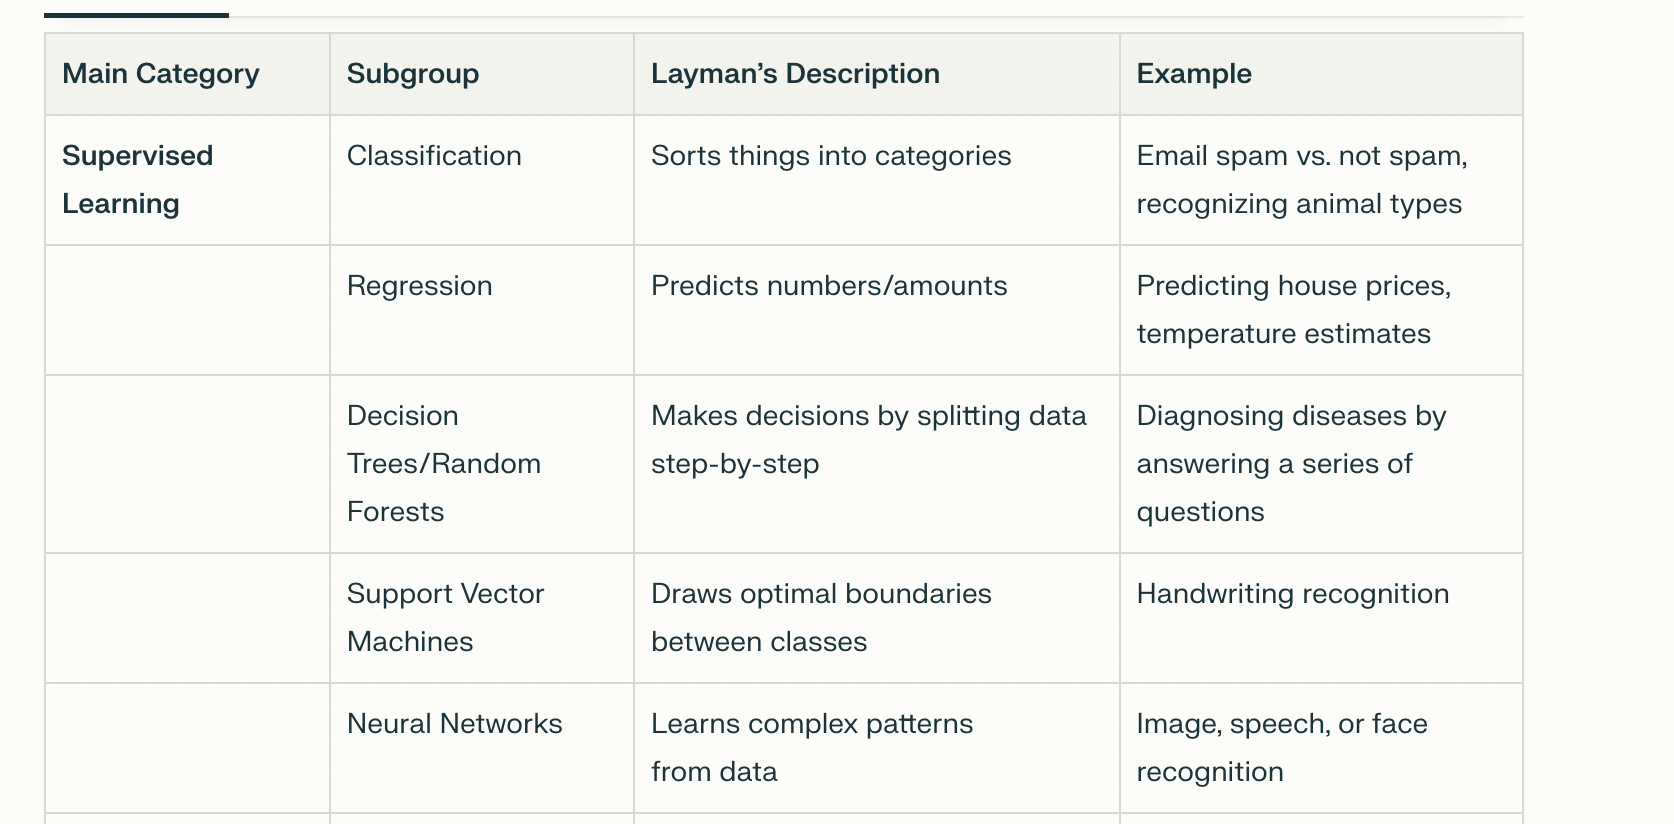 Main Category Subgroup Layman’s Description Example
Supervised Classification Sorts things into categories Email spam vs. not spam,
Learning recognizing animal types
Regression Predicts numbers/amounts Predicting house prices,
temperature estimates
Decision Makes decisions by splitting data Diagnosing diseases by
Trees/Random step-by-step answering a series of
Forests questions
Support Vector Draws optimal boundaries Handwriting recognition
Machines between classes
Neural Networks Learns complex patterns Image, speech, or face
from data recognition